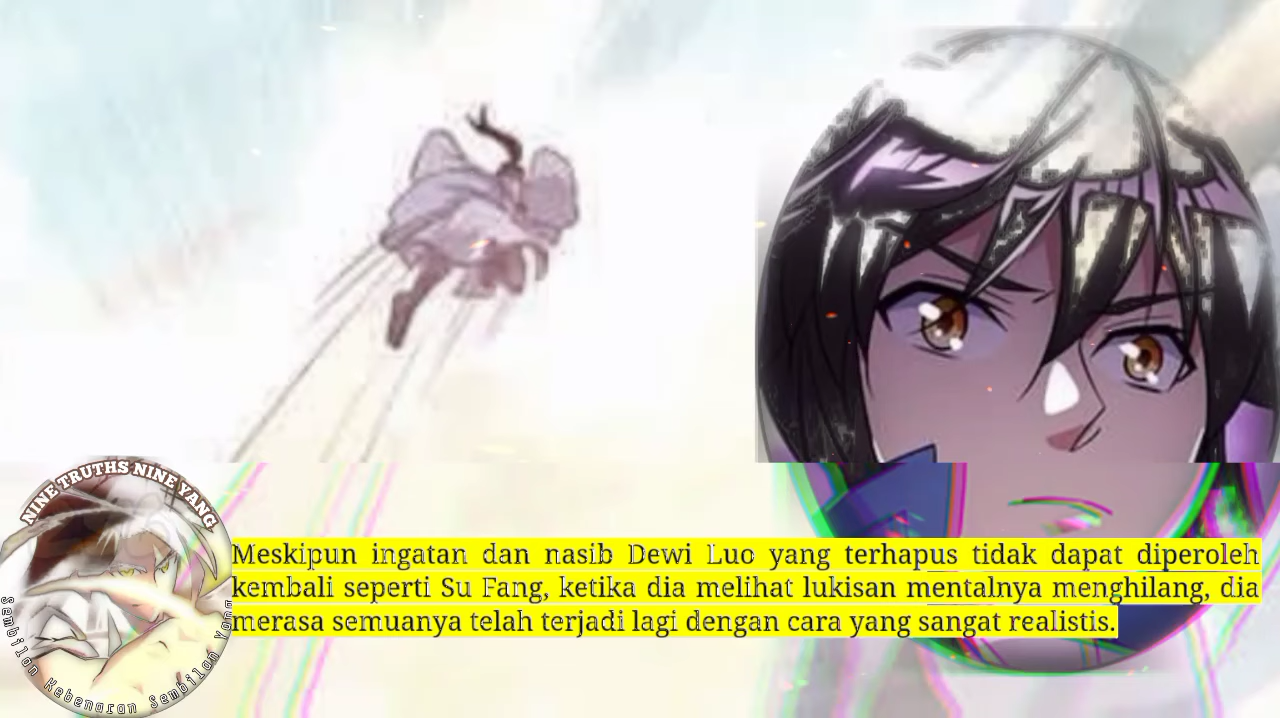 NINE TRUTHS NINE YANG
Meskipun ingatan dan nasib Dewi Luo yang terhapus tidak dapat diperoleh
kembali seperti Su Fang, ketika dia melihat lukisan mentalnya menghilang, dia
merasa semuanya telah terjadi lagi dengan cara yang sangat realistis.
Sembilan Kebenaran Sembilan Yang